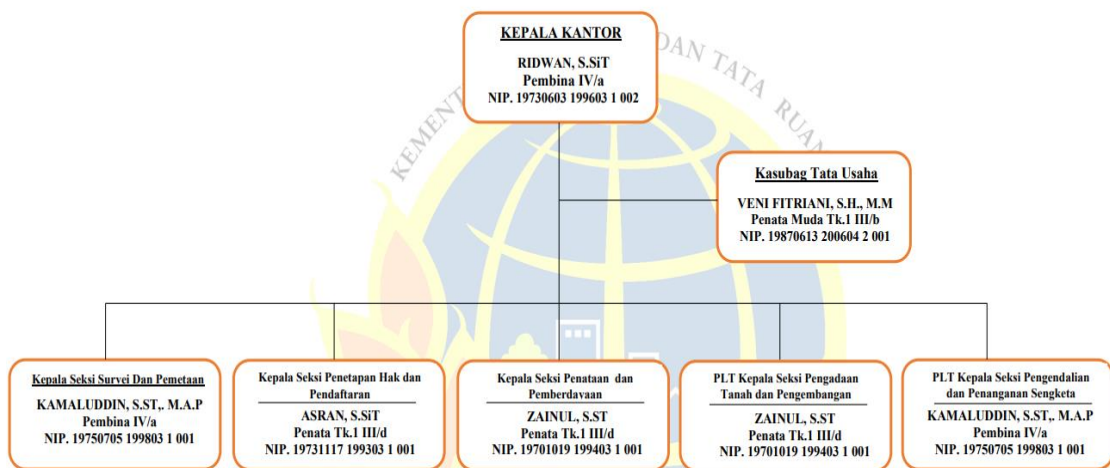 KEPALA KANTOR
RIDWAN, S.SiT
Pembina IV/a
NIP. 19730603 199603 1 002
KEMENT
DAN TATA RUAN
Kasubag Tata Usaha
VENI FITRIANI, S.H., M.M
Penata Muda Tk.1 III/b
NIP. 19870613 200604 2 001
Kepala Seksi Survei Dan Pemetaan
KAMALUDDIN, S.ST,. M.A.P
Pembina IV/a
NIP. 19750705 199803 1 001
Kepala Seksi Penetapan Hak dan
Pendaftaran
ASRAN, S.SiT
Penata Tk.1 III/d
NIP. 19731117 199303 1 001
Kepala Seksi Penataan dan
Pemberdayaan
ZAINUL, S.ST
Penata Tk.1 III/d
NIP. 19701019 199403 1 001
PLT Kepala Seksi Pengadaan
Tanah dan Pengembangan
ZAINUL, S.ST
Penata Tk.1 III/d
NIP. 19701019 199403 1 001
PLT Kepala Seksi Pengendalian
dan Penanganan Sengketa
KAMALUDDIN, S.ST,. M.A.P
Pembina IV/a
NIP. 19750705 199803 1 001